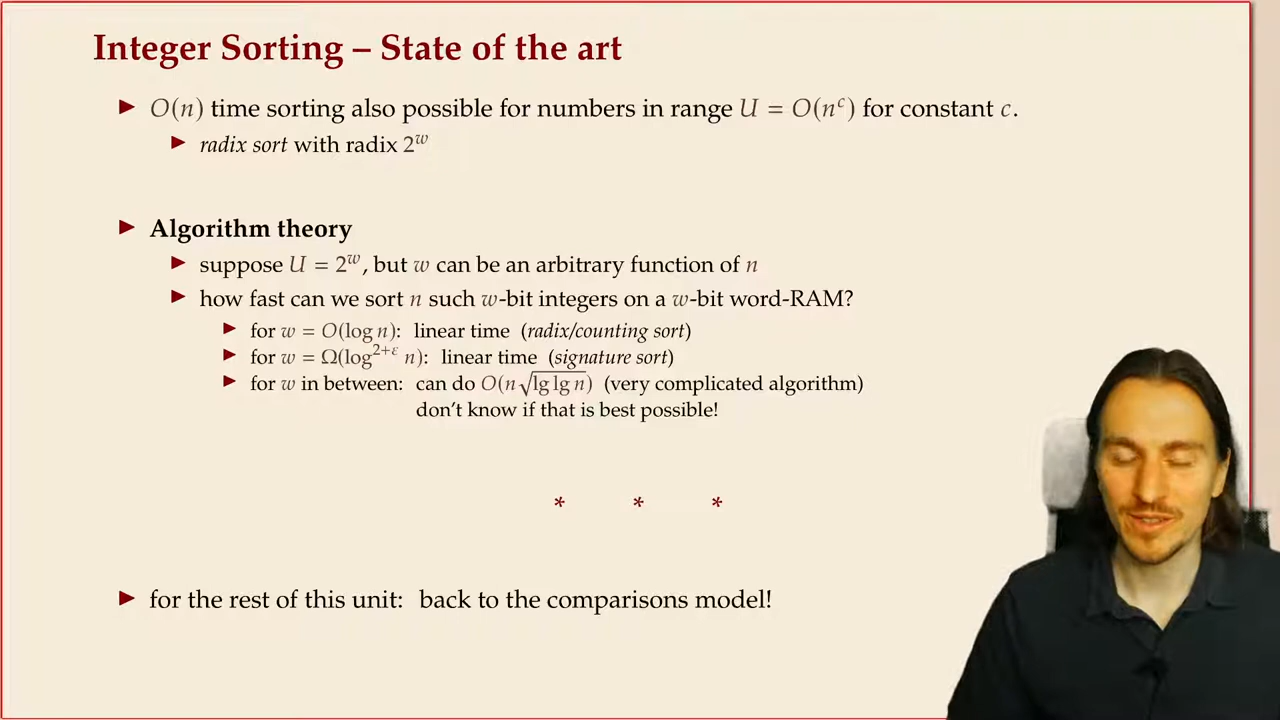 Integer Sorting – State of the art
▶ O(n) time sorting also possible for numbers in range U = O(nᶜ) for constant c.
▶ radix sort with radix 2ʷ
▶ Algorithm theory
▶ suppose U = 2ʷ, but w can be an arbitrary function of n
▶ how fast can we sort n such w-bit integers on a w-bit word-RAM?
▶ for w = O(log n): linear time (radix/counting sort)
▶ for w = Ω(log²⁺ᵋ n): linear time (signature sort)
▶ for w in between: can do O(n√lg lg n) (very complicated algorithm)
don't know if that is best possible!
* * *
▶ for the rest of this unit: back to the comparisons model!